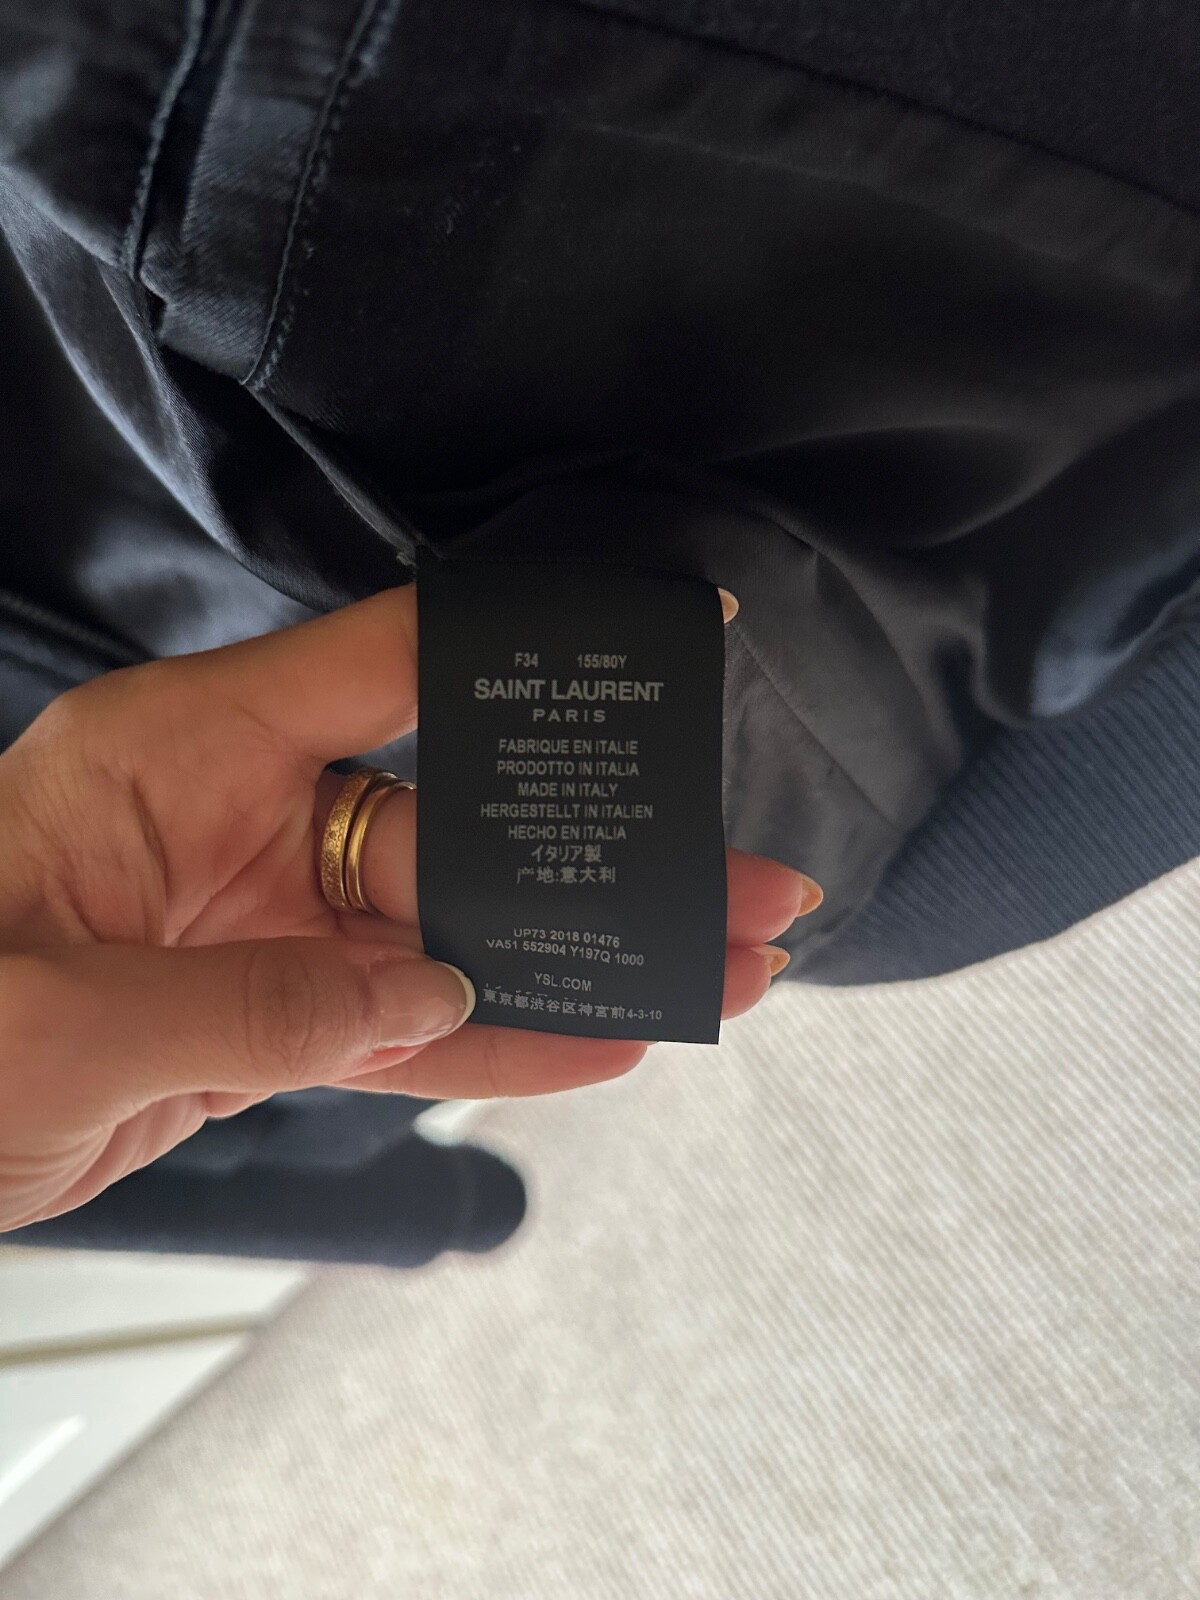 F34 155/80Y
SAINT LAURENT
PARIS
FABRIQUE EN ITALIE
PRODOTTO IN ITALIA
MADE IN ITALY
HERGESTELLT IN ITALIEN
HECHO EN ITALIA
イタリア製
产地:意大利
UP73 2018 01476
VA51 552904 Y197Q 1000
YSL.COM
東京都渋谷区神宮前4-3-10